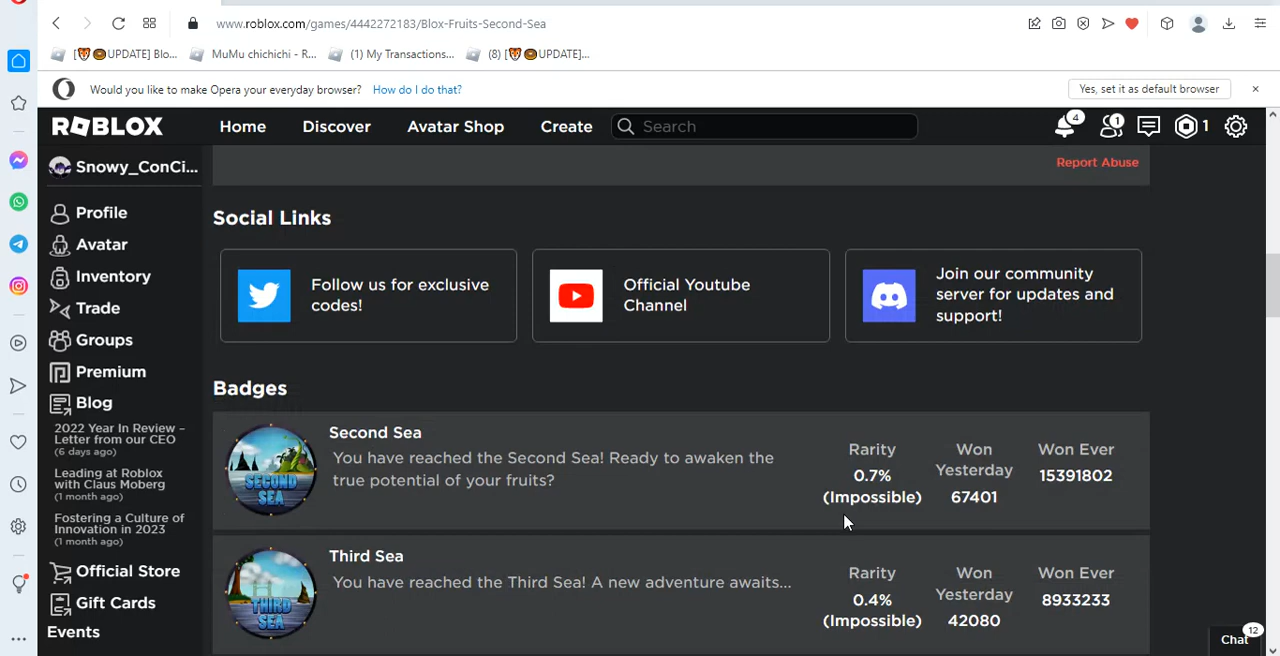 www.roblox.com/games/4442272183/Blox-Fruits-Second-Sea
[🐯🍩UPDATE] Blo...
MuMu chichichi - R...
(1) My Transactions...
(8) [🐯🍩UPDATE]...
Would you like to make Opera your everyday browser?
How do I do that?
Yes, set it as default browser
ROBLOX
Home
Discover
Avatar Shop
Create
Search
4
1
1
Snowy_ConCi...
Profile
Avatar
Inventory
Trade
Groups
Premium
Blog
2022 Year In Review –
Letter from our CEO
(6 days ago)
Leading at Roblox
with Claus Moberg
(1 month ago)
Fostering a Culture of
Innovation in 2023
(1 month ago)
Official Store
Gift Cards
Events
Report Abuse
Social Links
Follow us for exclusive
codes!
Official Youtube
Channel
Join our community
server for updates and
support!
Badges
SECOND
SEA
Second Sea
You have reached the Second Sea! Ready to awaken the
true potential of your fruits?
Rarity
0.7%
(Impossible)
Won
Yesterday
67401
Won Ever
15391802
THIRD
SEA
Third Sea
You have reached the Third Sea! A new adventure awaits...
Rarity
0.4%
(Impossible)
Won
Yesterday
42080
Won Ever
8933233
Chat
12